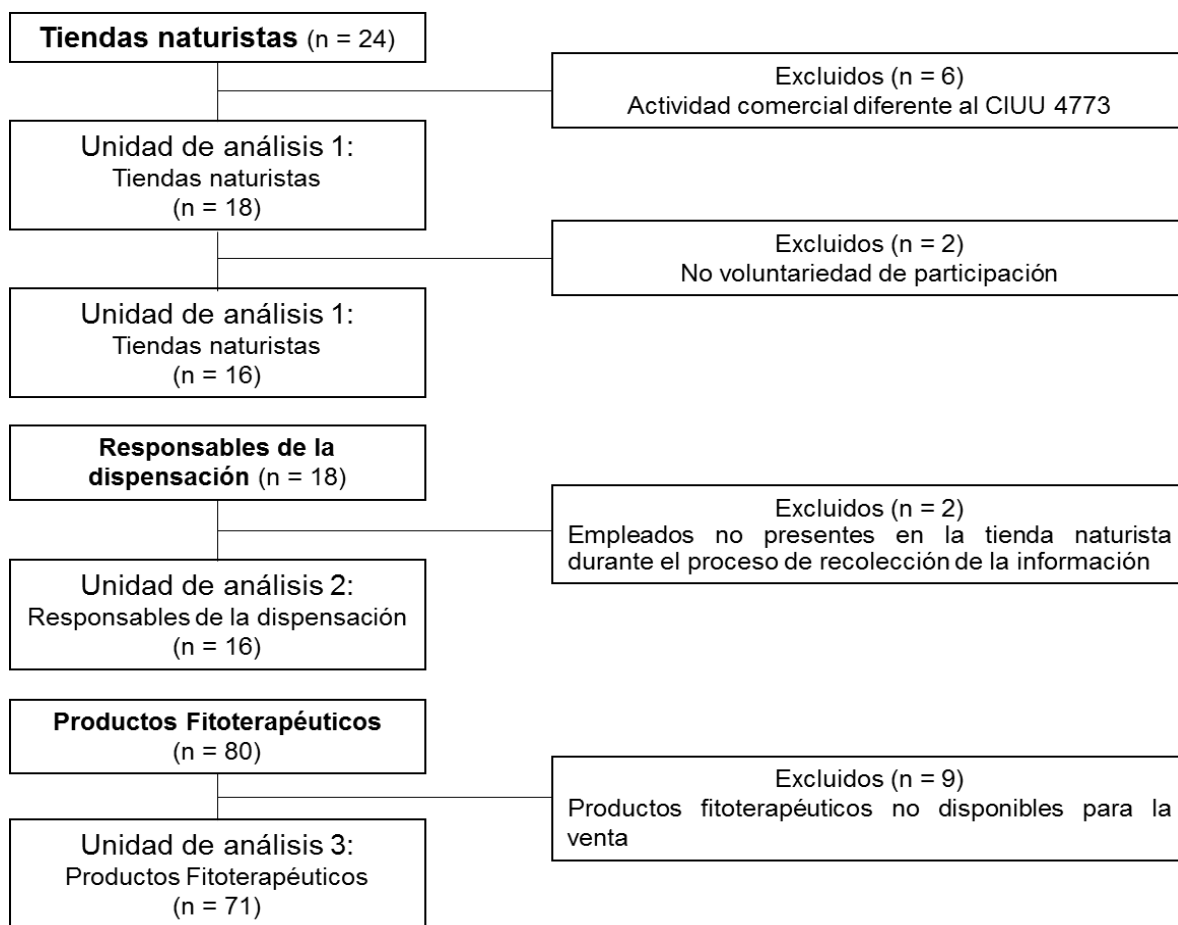 Tiendas naturistas (n = 24)
Excluidos (n = 6)
Actividad comercial diferente al CIUU 4773
Unidad de análisis 1:
Tiendas naturistas
(n = 18)
Excluidos (n = 2)
No voluntariedad de participación
Unidad de análisis 1:
Tiendas naturistas
(n = 16)
Responsables de la
dispensación (n = 18)
Excluidos (n = 2)
Empleados no presentes en la tienda naturista
durante el proceso de recolección de la información
Unidad de análisis 2:
Responsables de la dispensación
(n = 16)
Productos Fitoterapéuticos
(n = 80)
Excluidos (n = 9)
Productos fitoterapéuticos no disponibles para la
venta
Unidad de análisis 3:
Productos Fitoterapéuticos
(n = 71)